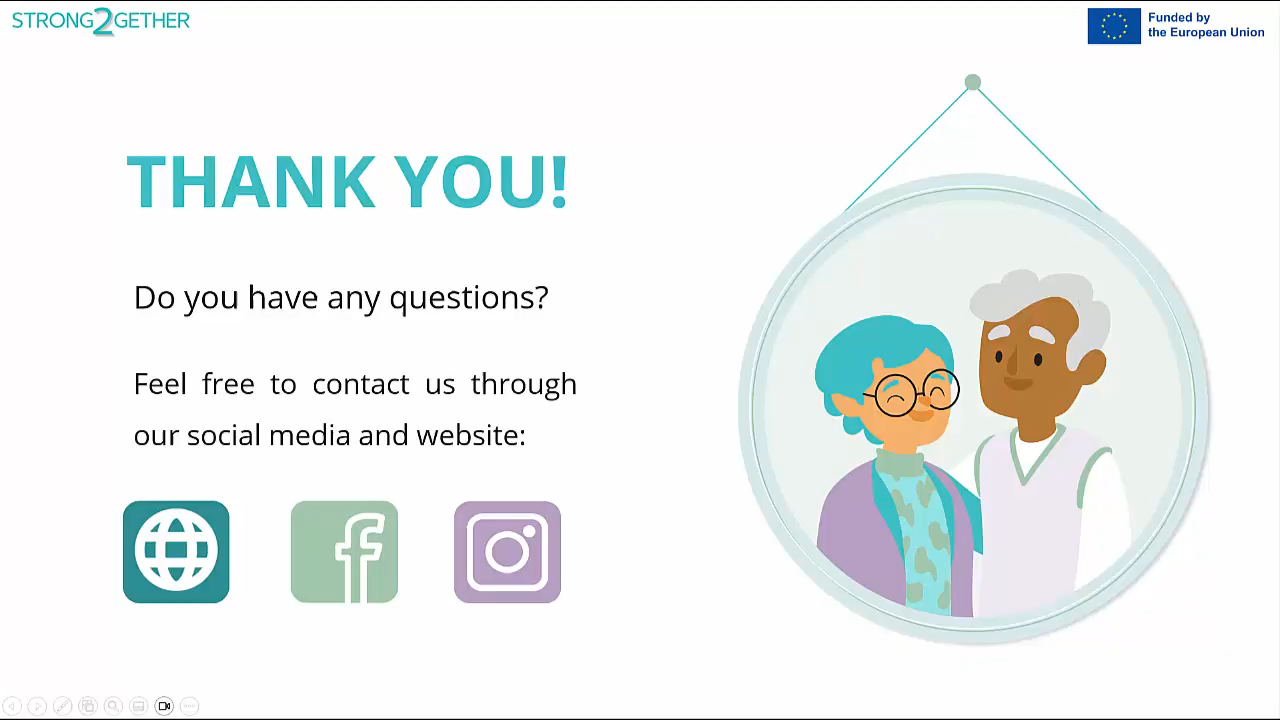 STRONG2GETHER
Funded by
the European Union
THANK YOU!
Do you have any questions?
Feel free to contact us through
our social media and website: